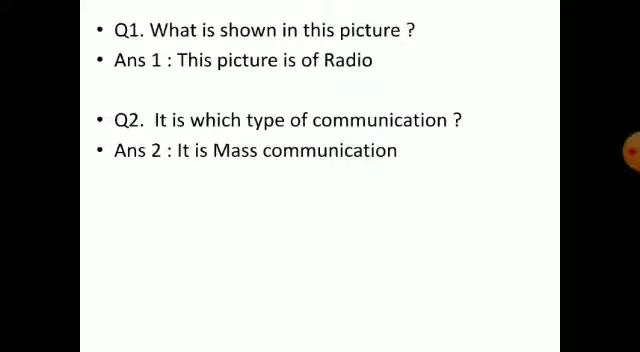 • Q1. What is shown in this picture ?
• Ans 1 : This picture is of Radio
• Q2. It is which type of communication ?
• Ans 2 : It is Mass communication